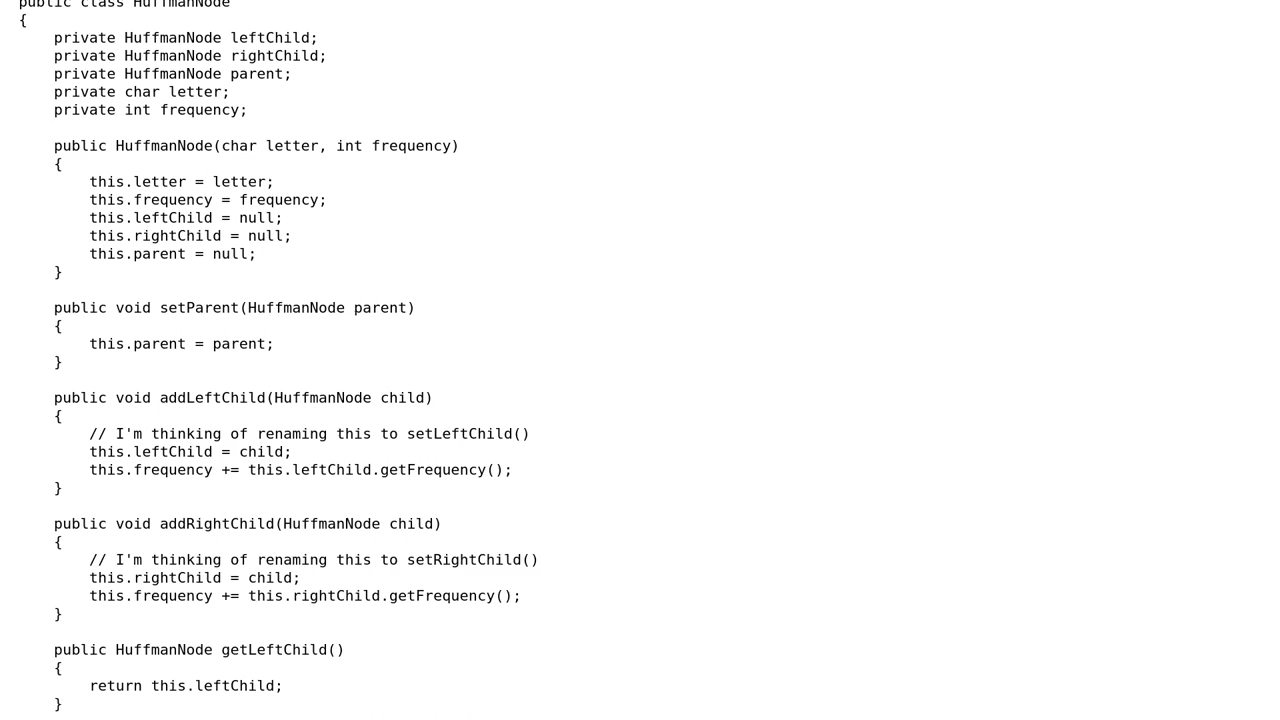 public class HuffmanNode
{
    private HuffmanNode leftChild;
    private HuffmanNode rightChild;
    private HuffmanNode parent;
    private char letter;
    private int frequency;

    public HuffmanNode(char letter, int frequency)
    {
        this.letter = letter;
        this.frequency = frequency;
        this.leftChild = null;
        this.rightChild = null;
        this.parent = null;
    }

    public void setParent(HuffmanNode parent)
    {
        this.parent = parent;
    }

    public void addLeftChild(HuffmanNode child)
    {
        // I'm thinking of renaming this to setLeftChild()
        this.leftChild = child;
        this.frequency += this.leftChild.getFrequency();
    }

    public void addRightChild(HuffmanNode child)
    {
        // I'm thinking of renaming this to setRightChild()
        this.rightChild = child;
        this.frequency += this.rightChild.getFrequency();
    }

    public HuffmanNode getLeftChild()
    {
        return this.leftChild;
    }